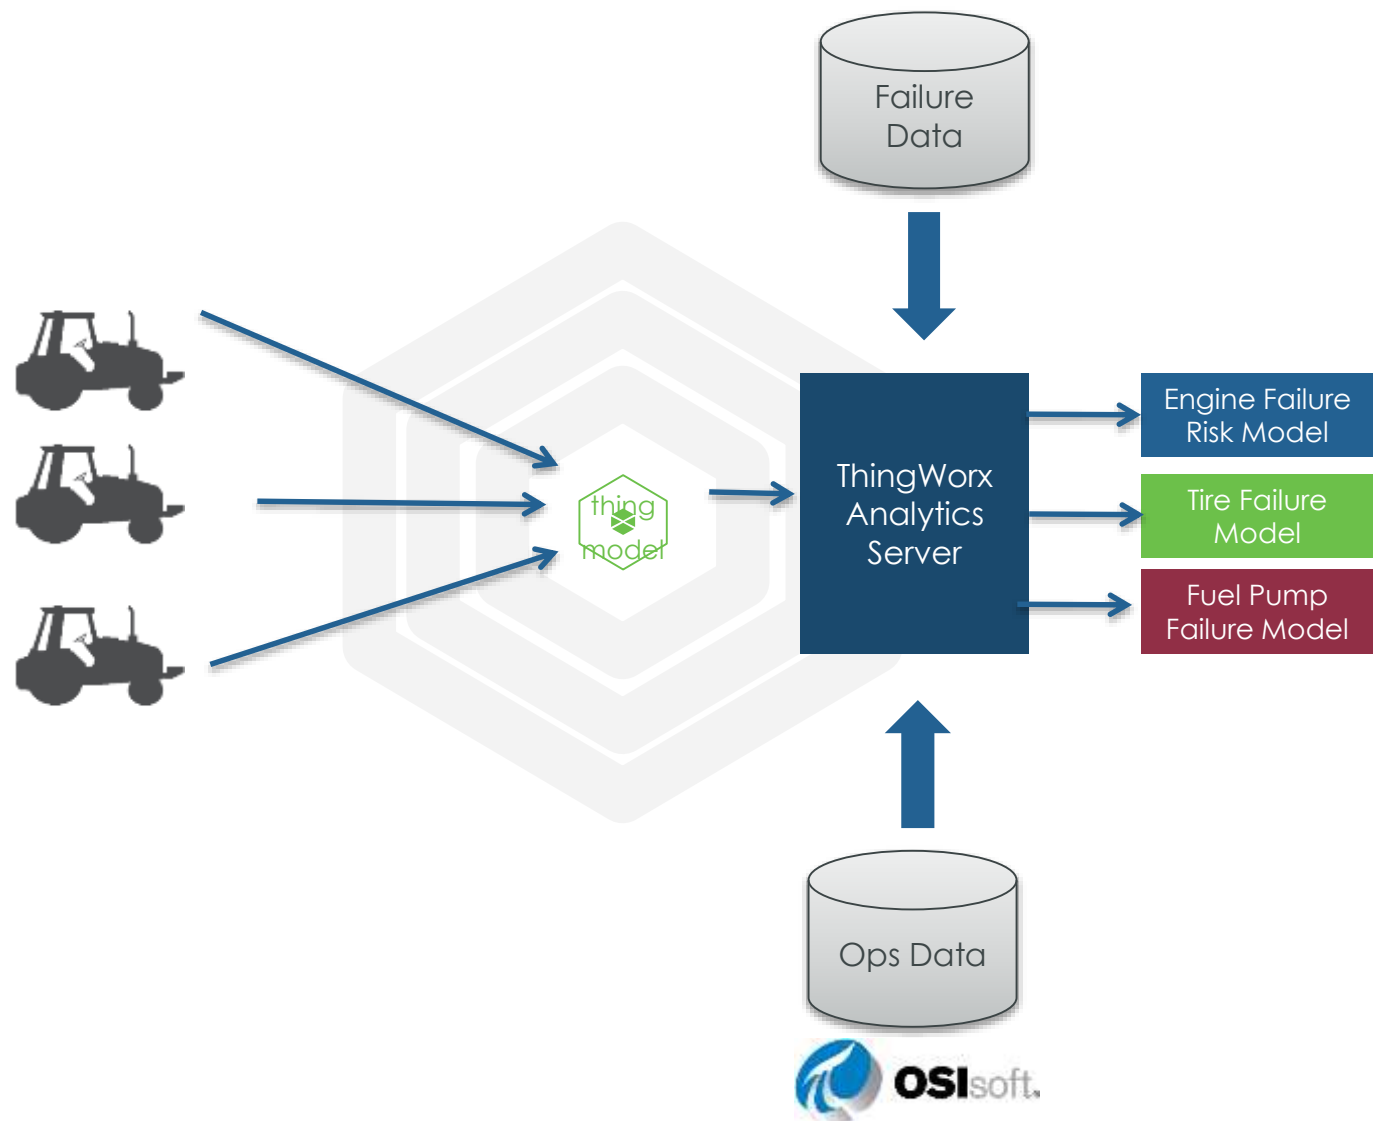 Failure
Data
thing
model
ThingWorx
Analytics
Server
Engine Failure
Risk Model
Tire Failure
Model
Fuel Pump
Failure Model
Ops Data
OSIsoft.